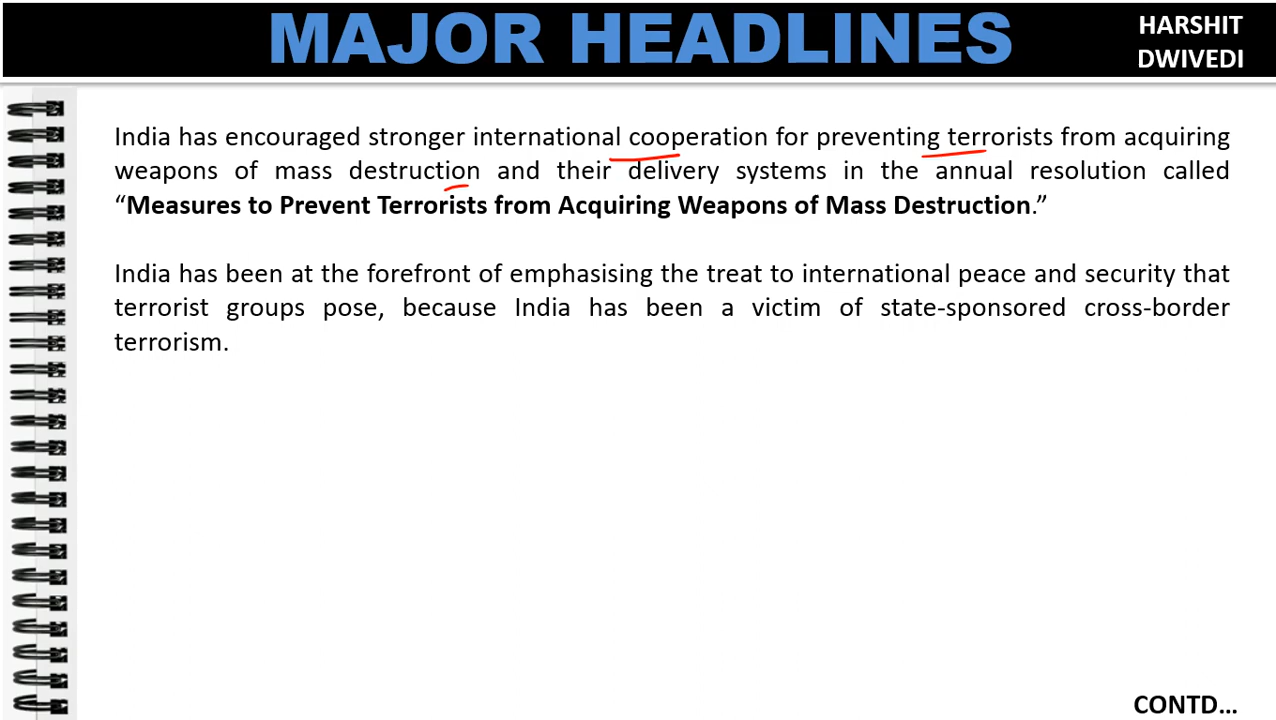 MAJOR HEADLINES
HARSHIT
DWIVEDI
India has encouraged stronger international cooperation for preventing terrorists from acquiring
weapons of mass destruction and their delivery systems in the annual resolution called
“Measures to Prevent Terrorists from Acquiring Weapons of Mass Destruction.”
India has been at the forefront of emphasising the treat to international peace and security that
terrorist groups pose, because India has been a victim of state-sponsored cross-border
terrorism.
CONTD...